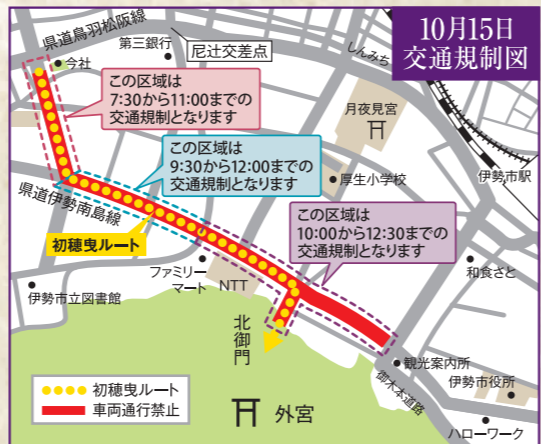 10月15日
交通規制図
県道鳥羽松阪線
第三銀行
尼辻交差点
しんみち
今社
この区域は
7:30から11:00までの
交通規制となります
月夜見宮
この区域は
9:30から12:00までの
交通規制となります
厚生小学校
伊勢市駅
県道伊勢南島線
この区域は
10:00から12:30までの
交通規制となります
初穂曳ルート
ファミリー
マート
NTT
和食さと
伊勢市立図書館
北御門
観光案内所
御木本道路
伊勢市役所
初穂曳ルート
車両通行禁止
外宮
ハローワーク